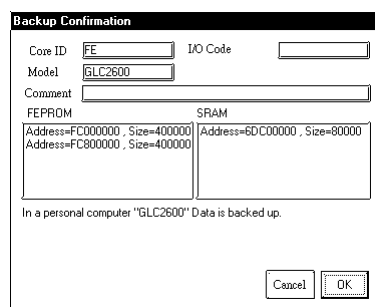 Backup Confirmation
Core ID FE I/O Code
Model GLC2600
Comment
FEPROM SRAM
Address=FC000000 , Size=400000 Address=6DC00000 , Size=80000
Address=FC800000 , Size=400000
In a personal computer "GLC2600" Data is backed up.
Cancel OK